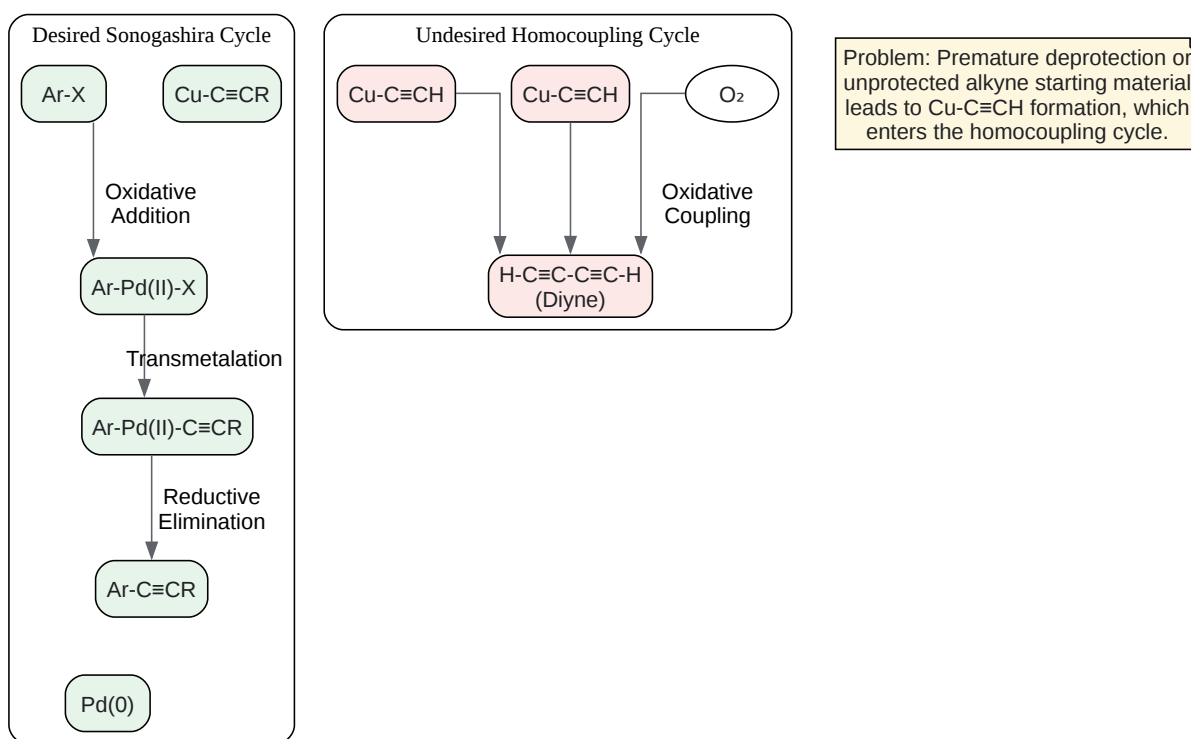 Desired Sonogashira Cycle
Ar-X
Cu-C≡CR
Oxidative
Addition
Ar-Pd(II)-X
Transmetalation
Ar-Pd(II)-C≡CR
Reductive
Elimination
Ar-C≡CR
Pd(0)
Undesired Homocoupling Cycle
Cu-C≡CH
Cu-C≡CH
O₂
Oxidative
Coupling
H-C≡C-C≡C-H
(Diyne)
Problem: Premature deprotection or
unprotected alkyne starting material
leads to Cu-C≡CH formation, which
enters the homocoupling cycle.